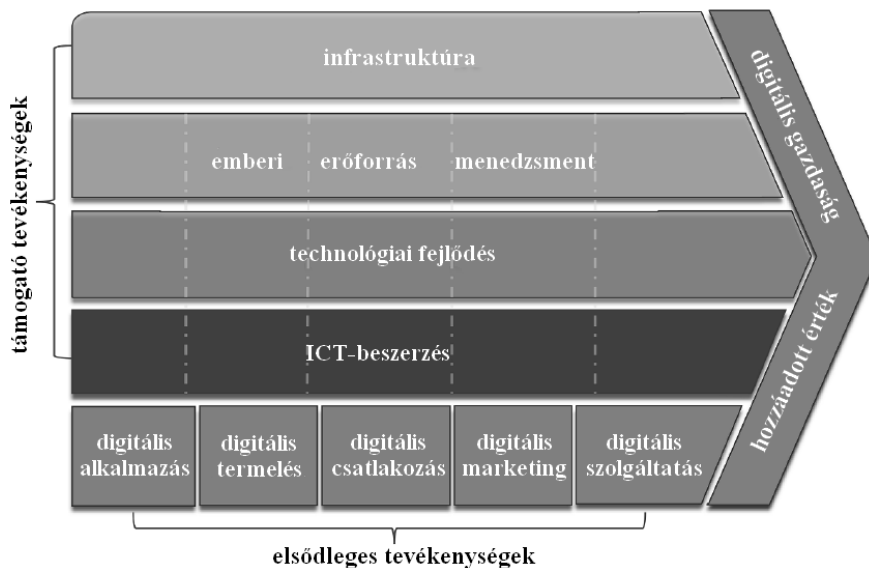 támogató tevékenységek
infrastruktúra
emberi erőforrás menedzsment
technológiai fejlődés
ICT-beszerzés
digitális
alkalmazás
digitális
termelés
digitális
csatlakozás
digitális
marketing
digitális
szolgáltatás
digitális gazdaság
hozzáadott érték
elsődleges tevékenységek